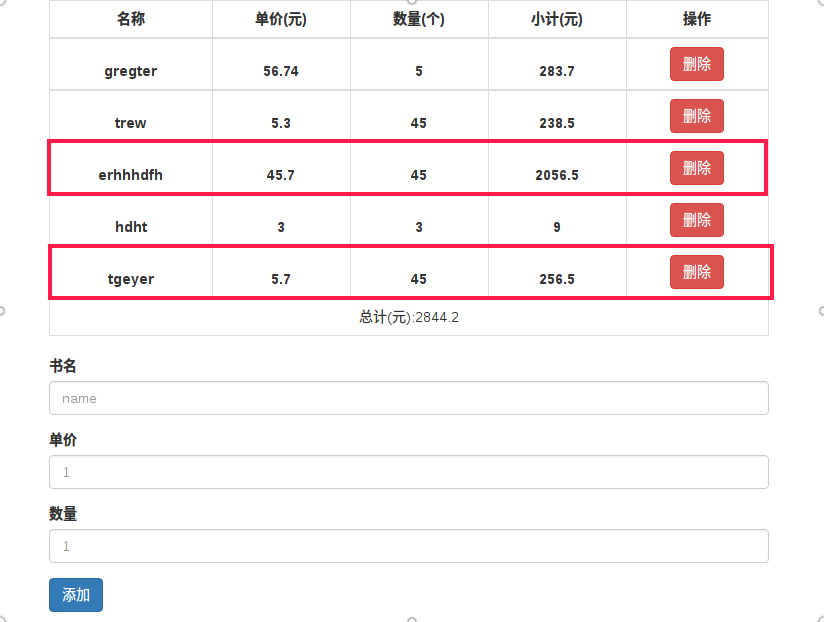 名称 单价(元) 数量(个) 小计(元) 操作
gregter 56.74 5 283.7 删除
trew 5.3 45 238.5 删除
erhhhdfh 45.7 45 2056.5 删除
hdht 3 3 9 删除
tgeyer 5.7 45 256.5 删除
总计(元):2844.2
书名
name
单价
1
数量
1
添加